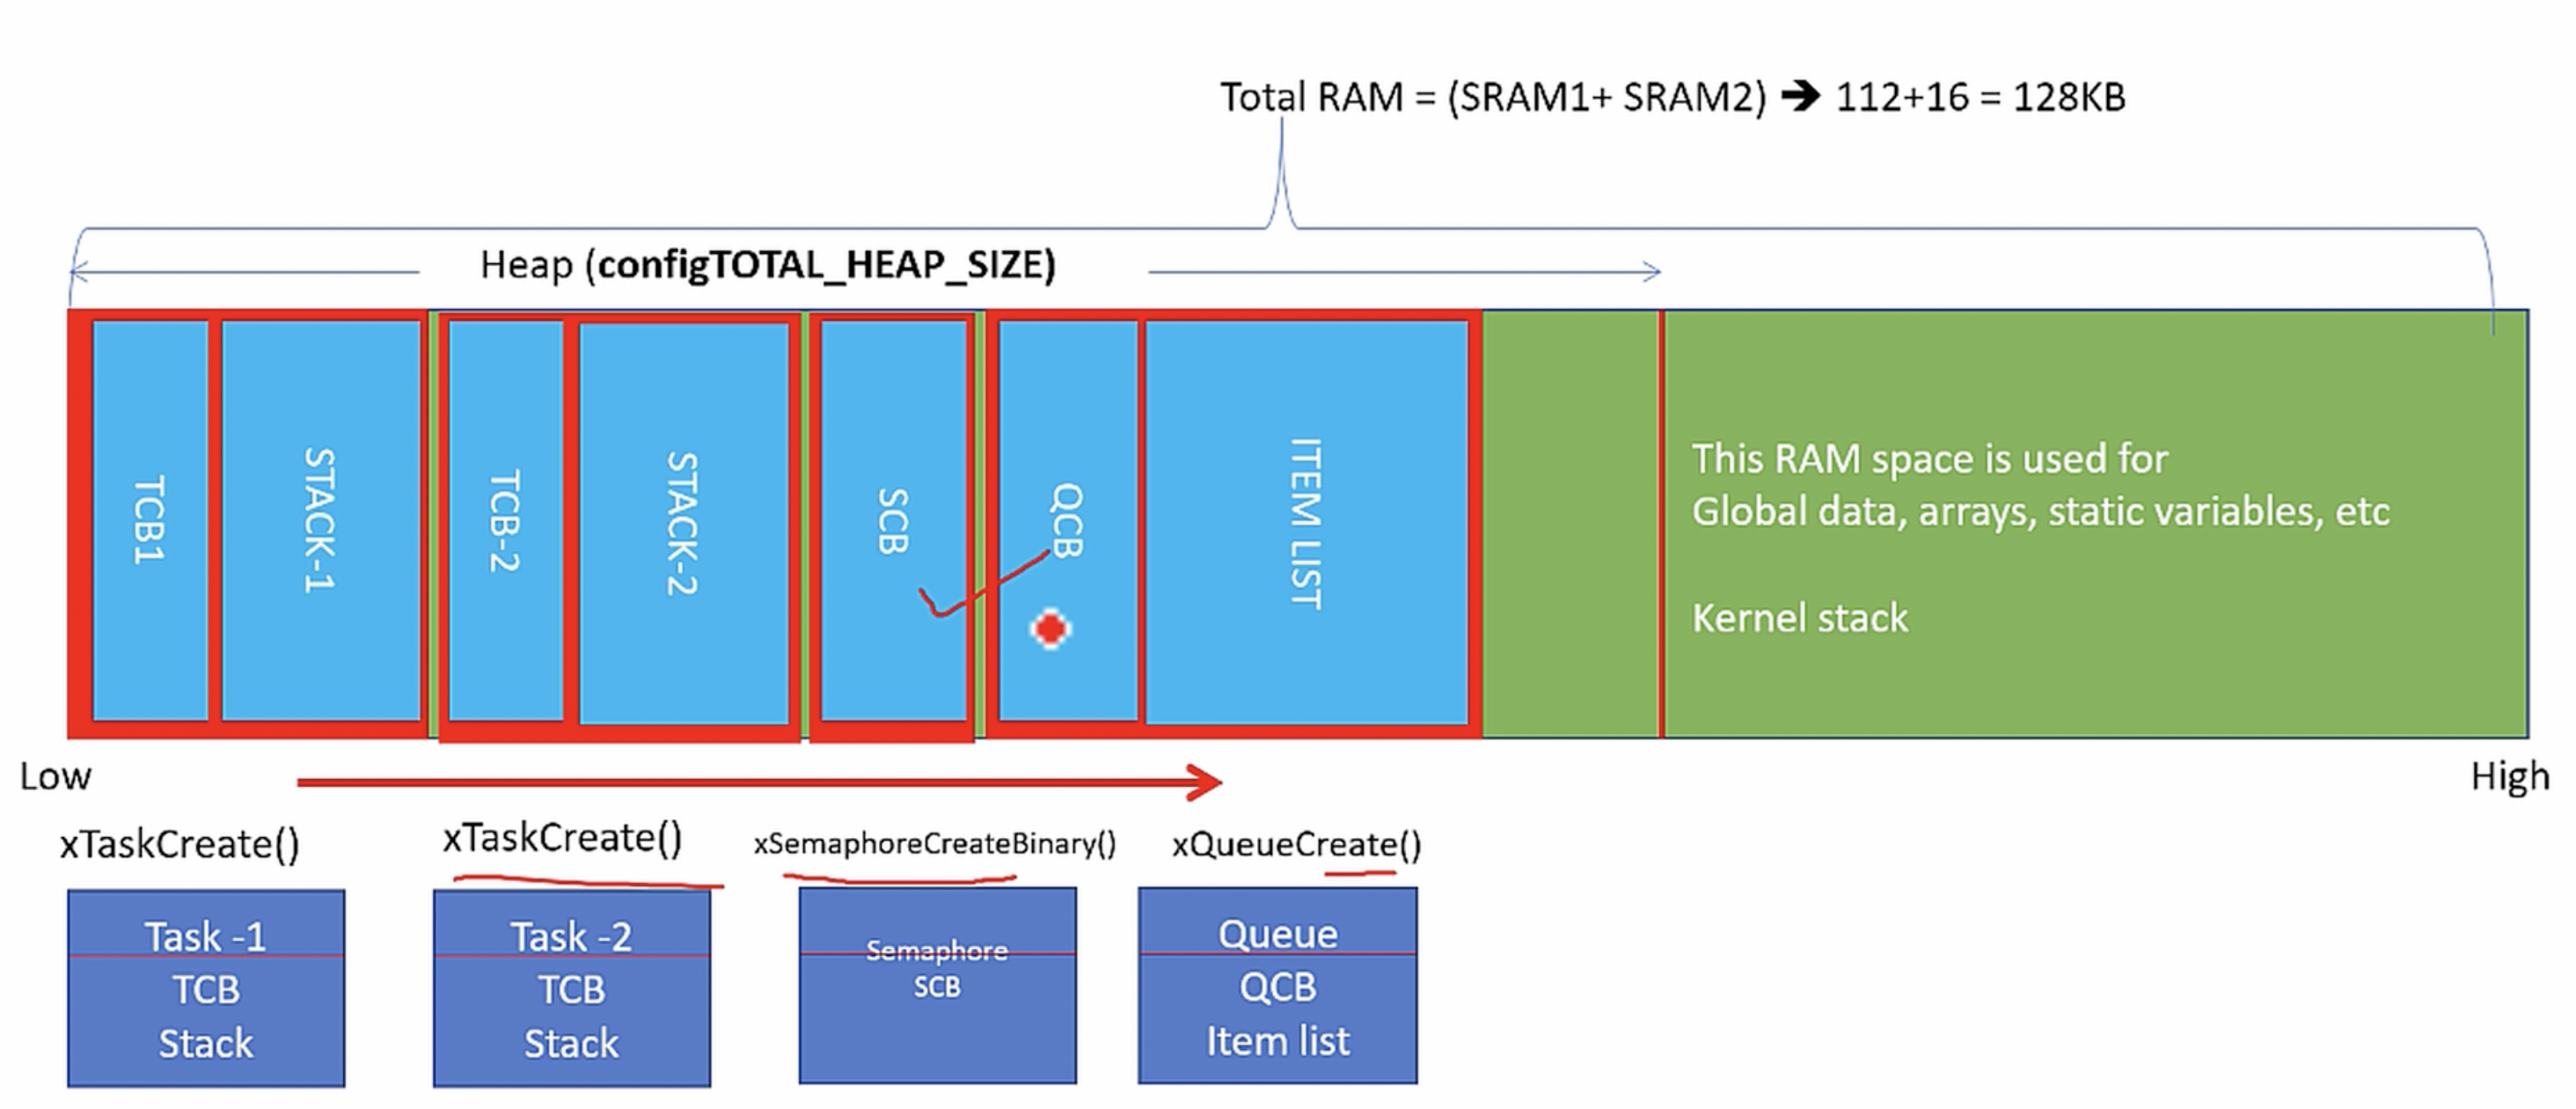 Total RAM = (SRAM1+ SRAM2) ➔ 112+16 = 128KB
Heap (configTOTAL_HEAP_SIZE)
TCB1
STACK-1
TCB-2
STACK-2
SCB
QCB
ITEM LIST
This RAM space is used for
Global data, arrays, static variables, etc
Kernel stack
Low
High
xTaskCreate()
xTaskCreate()
xSemaphoreCreateBinary()
xQueueCreate()
Task -1
TCB
Stack
Task -2
TCB
Stack
Semaphore
SCB
Queue
QCB
Item list